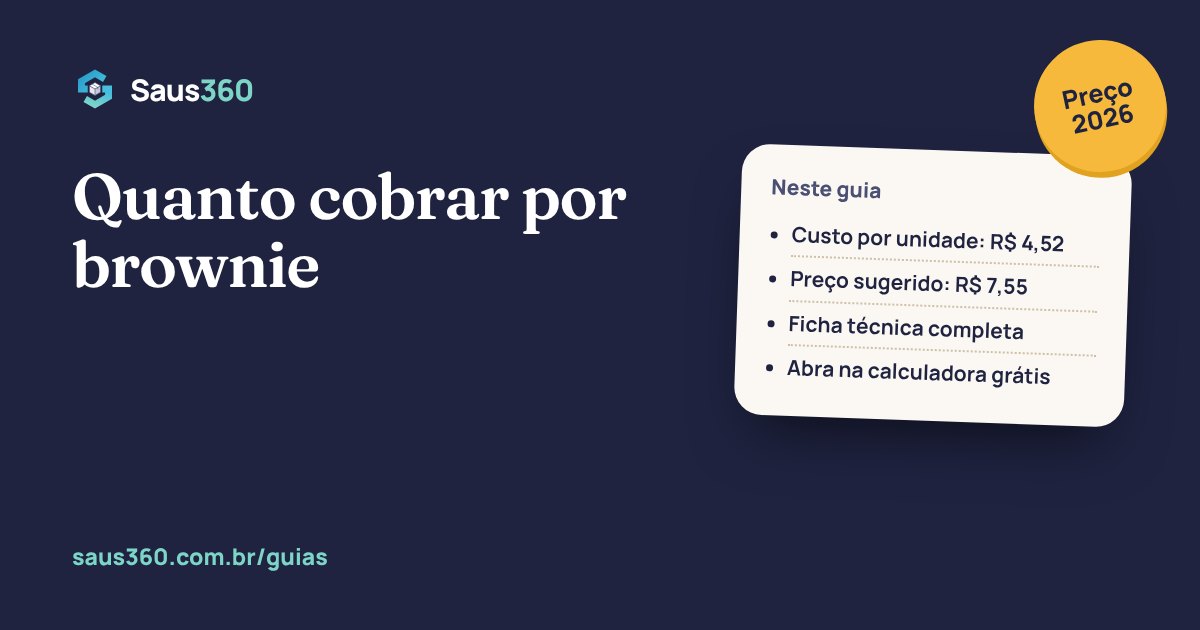 Saus360
Quanto cobrar por
brownie
Preço
2026
Neste guia
• Custo por unidade: R$ 4,52
• Preço sugerido: R$ 7,55
• Ficha técnica completa
• Abra na calculadora grátis
saus360.com.br/guias